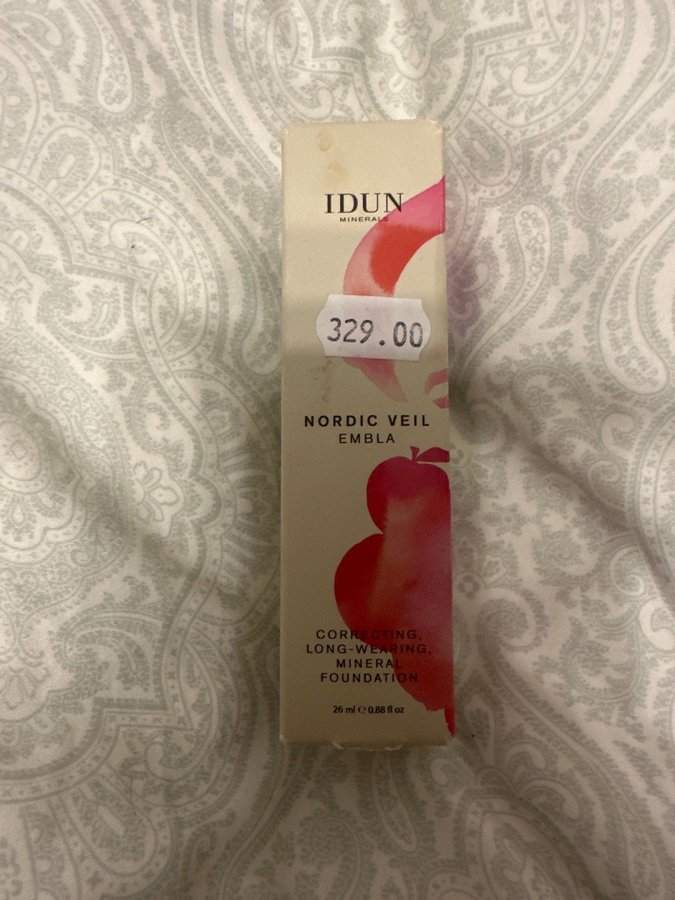 IDUN
MINERALS
329.00
NORDIC VEIL
EMBLA
CORRECTING,
LONG-WEARING,
MINERAL
FOUNDATION
26 ml ℮ 0.88 fl oz